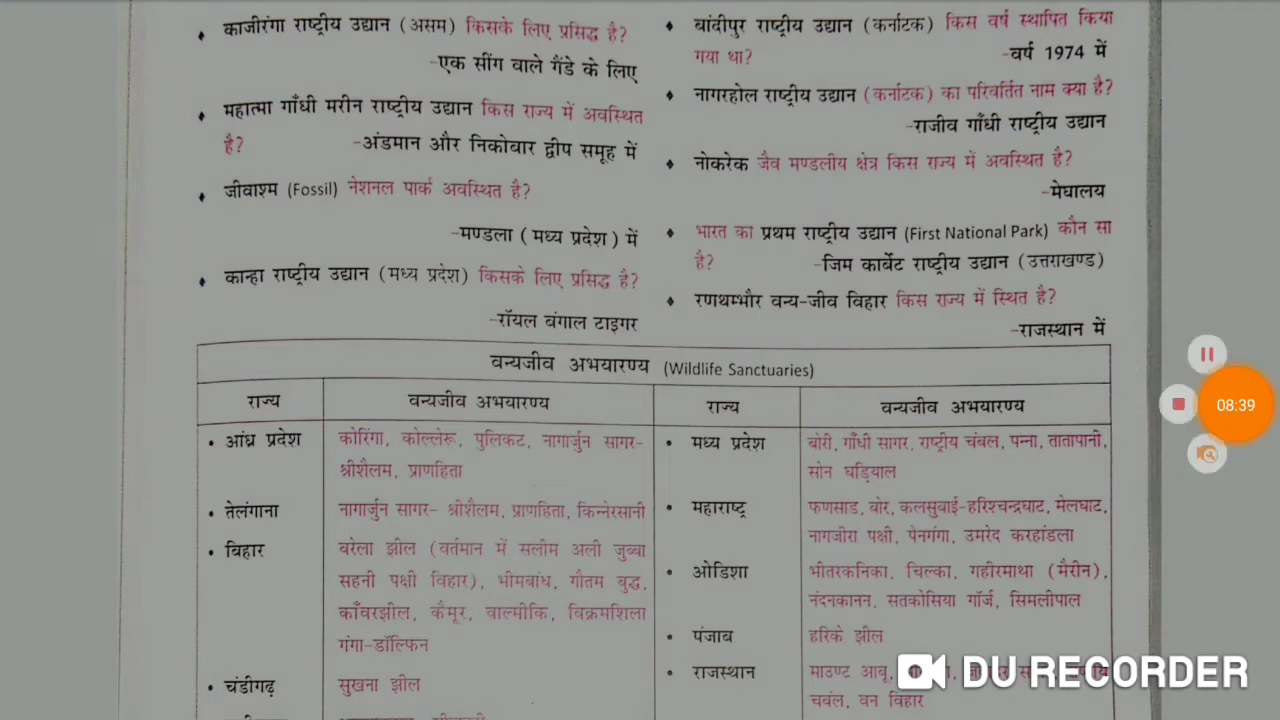 काजीरंगा राष्ट्रीय उद्यान (असम) किसके लिए प्रसिद्ध है?
-एक सींग वाले गैंडे के लिए
महात्मा गाँधी मरीन राष्ट्रीय उद्यान किस राज्य में अवस्थित
है? -अंडमान और निकोबार द्वीप समूह में
जीवाश्म (Fossil) नेशनल पार्क अवस्थित है?
-मण्डला (मध्य प्रदेश) में
कान्हा राष्ट्रीय उद्यान (मध्य प्रदेश) किसके लिए प्रसिद्ध है?
-रॉयल बंगाल टाइगर
बांदीपुर राष्ट्रीय उद्यान (कर्नाटक) किस वर्ष स्थापित किया
गया था? -वर्ष 1974 में
नागरहोल राष्ट्रीय उद्यान (कर्नाटक) का परिवर्तित नाम क्या है?
-राजीव गाँधी राष्ट्रीय उद्यान
नोकरेक जैव मण्डलीय क्षेत्र किस राज्य में अवस्थित है?
-मेघालय
भारत का प्रथम राष्ट्रीय उद्यान (First National Park) कौन सा
है? -जिम कार्बेट राष्ट्रीय उद्यान (उत्तराखण्ड)
रणथम्भौर वन्य-जीव विहार किस राज्य में स्थित है?
-राजस्थान में
वन्यजीव अभयारण्य (Wildlife Sanctuaries)
राज्य वन्यजीव अभयारण्य राज्य वन्यजीव अभयारण्य
• आंध्र प्रदेश कोरिंगा, कोल्लेरू, पुलिकट, नागार्जुन सागर-
श्रीशैलम, प्राणहिता
• तेलंगाना नागार्जुन सागर- श्रीशैलम, प्राणहिता, किन्नेरसानी
• बिहार बरेला झील (वर्तमान में सलीम अली जुब्बा
सहनी पक्षी विहार), भीमबांध, गौतम बुद्ध,
काँवरझील, कैमूर, वाल्मीकि, विक्रमशिला
गंगा-डॉल्फिन
• चंडीगढ़ सुखना झील
• मध्य प्रदेश बोरी, गाँधी सागर, राष्ट्रीय चंबल, पन्ना, तातापानी,
सोन घड़ियाल
• महाराष्ट्र फणसाड, बोर, कलसुबाई-हरिश्चन्द्रघाट, मेलघाट,
नागजीरा पक्षी, पेनगंगा, उमरेद करहांडला
• ओडिशा भीतरकनिका, चिल्का, गहीरमाथा (मैरीन),
नंदनकानन, सतकोसिया गॉर्ज, सिमलीपाल
• पंजाब हरिके झील
• राजस्थान माउण्ट आबू,
चबंल, वन विहार
08:39
DU RECORDER